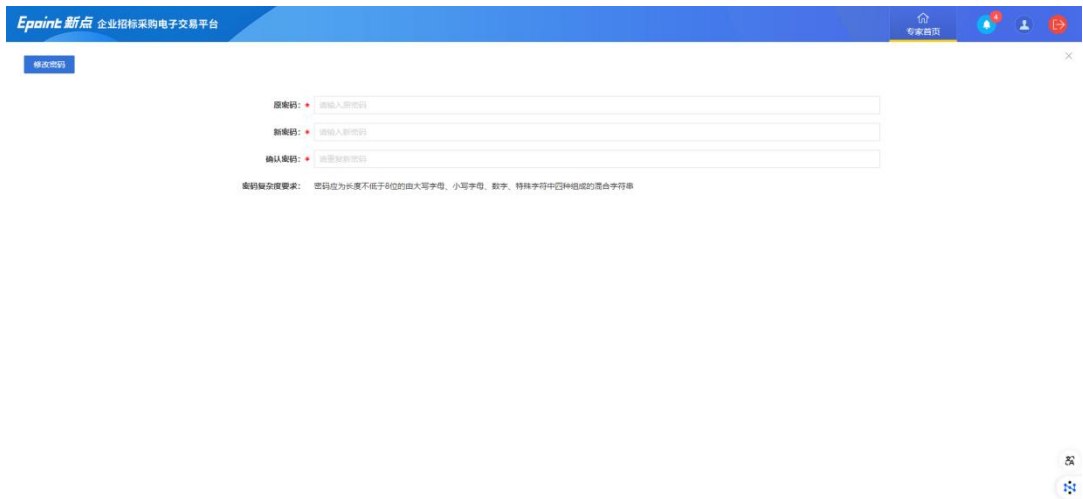 Epoint 新点 企业招标采购电子交易平台
专家首页
4
修改密码
原密码：* 请输入原密码
新密码：* 请输入新密码
确认密码：* 请重复新密码
密码复杂度要求： 密码应为长度不低于8位的由大写字母、小写字母、数字、特殊字符中四种组成的混合字符串